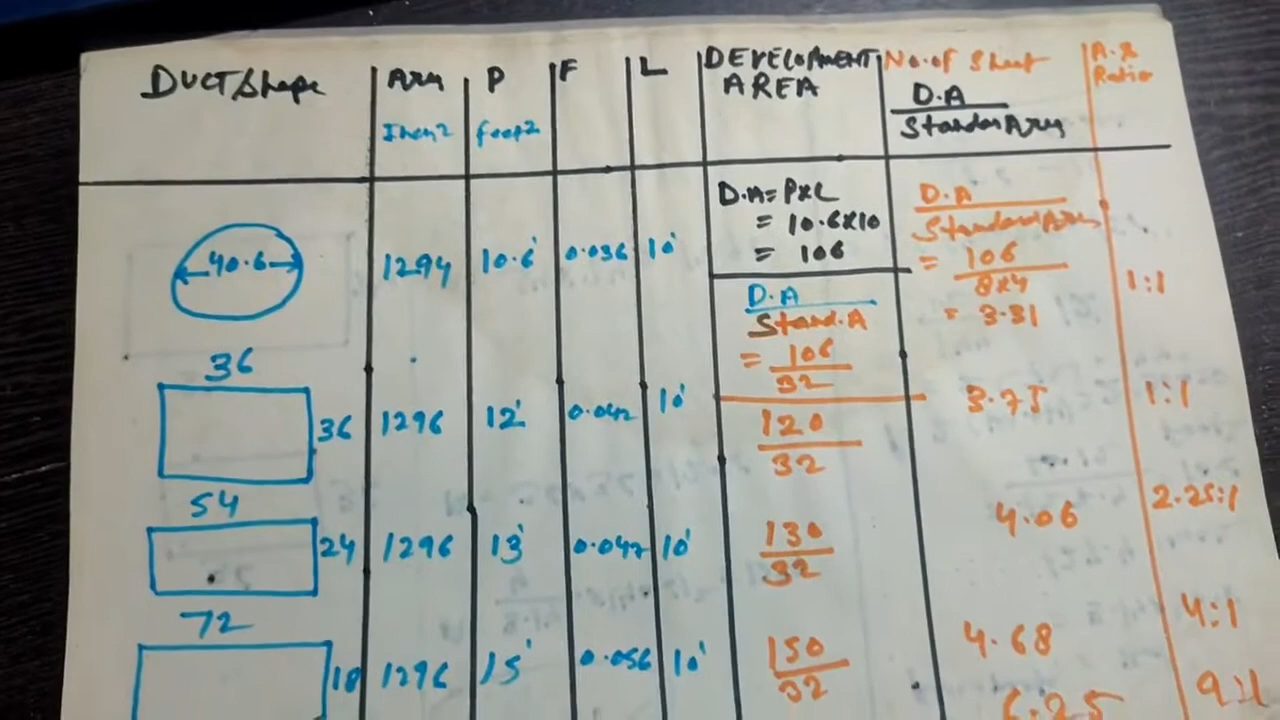 DUCT Shape
Area
Inch2
P
feet2
F
L
DEVELOPMENT
AREA
No. of Sheet
D.A
Standar Area
A.R
Ratio
40.6
1294
10.6'
0.036
10'
D.A = P×L
= 10.6×10
= 106
D.A
Stand.A
= 106
32
D.A
Standard Area
= 106
8×4
= 3.31
1:1
36
36
1296
12'
0.042
10'
120
32
3.75
1:1
54
24
1296
13'
0.047
10'
130
32
4.06
2.25:1
72
18
1296
15'
0.056
10'
150
32
4.68
4:1
6.25
9:1